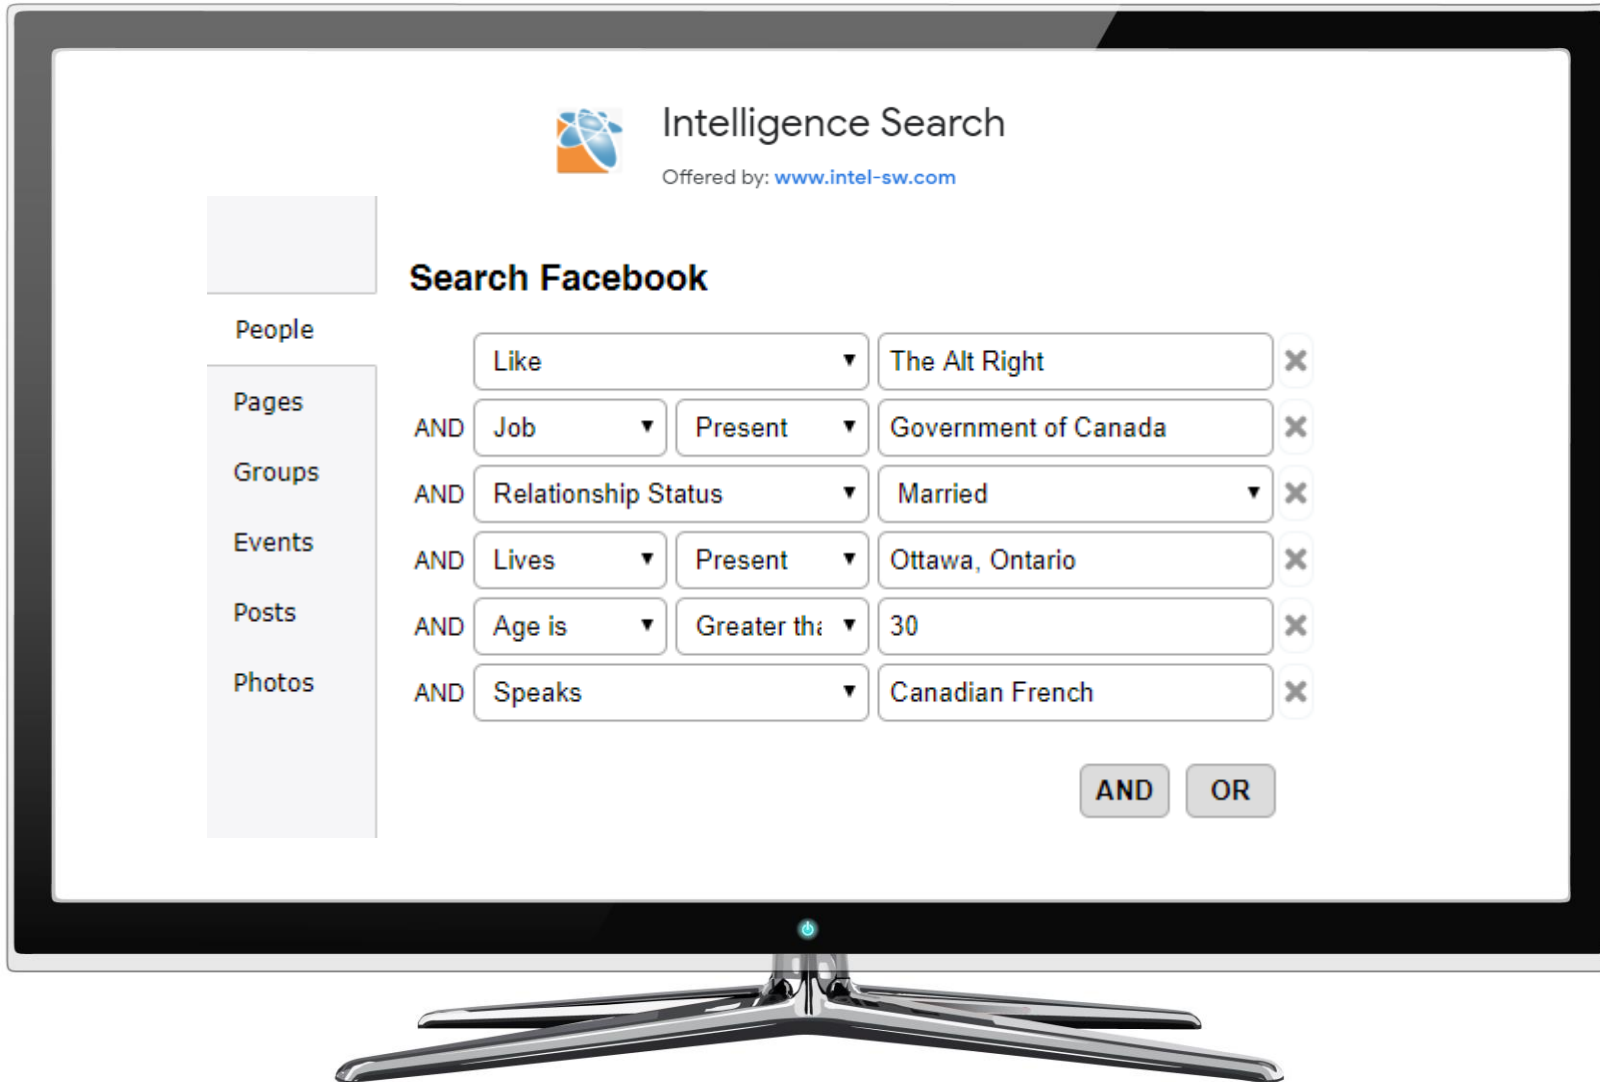 Intelligence Search
Offered by: www.intel-sw.com
Search Facebook
People
Pages
Groups
Events
Posts
Photos
Like The Alt Right
AND Job Present Government of Canada
AND Relationship Status Married
AND Lives Present Ottawa, Ontario
AND Age is Greater tha 30
AND Speaks Canadian French
AND OR